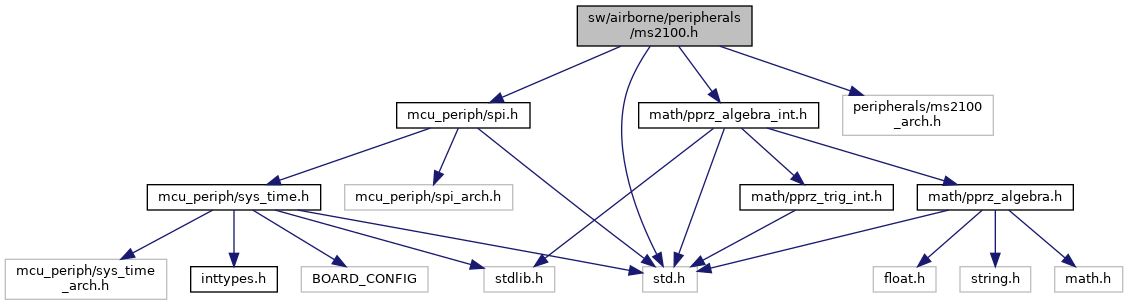 sw/airborne/peripherals
/ms2100.h
mcu_periph/spi.h
math/pprz_algebra_int.h
peripherals/ms2100
_arch.h
mcu_periph/sys_time.h
mcu_periph/spi_arch.h
math/pprz_trig_int.h
math/pprz_algebra.h
mcu_periph/sys_time
_arch.h
inttypes.h
BOARD_CONFIG
stdlib.h
std.h
float.h
string.h
math.h